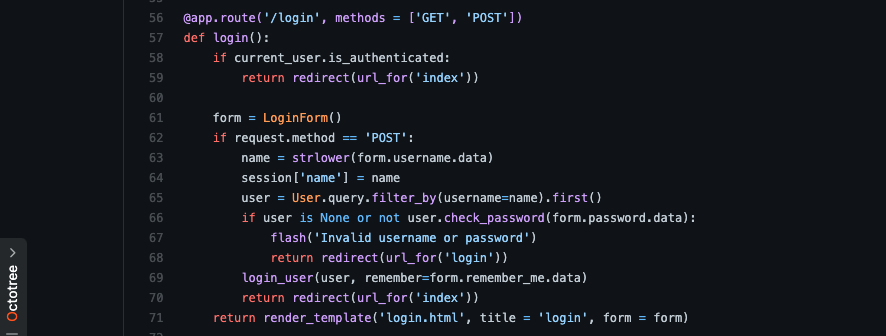 56 @app.route('/login', methods = ['GET', 'POST'])
57 def login():
58     if current_user.is_authenticated:
59         return redirect(url_for('index'))
60
61     form = LoginForm()
62     if request.method == 'POST':
63         name = strlower(form.username.data)
64         session['name'] = name
65         user = User.query.filter_by(username=name).first()
66         if user is None or not user.check_password(form.password.data):
67             flash('Invalid username or password')
68             return redirect(url_for('login'))
69         login_user(user, remember=form.remember_me.data)
70         return redirect(url_for('index'))
71     return render_template('login.html', title = 'login', form = form)
Octotree >